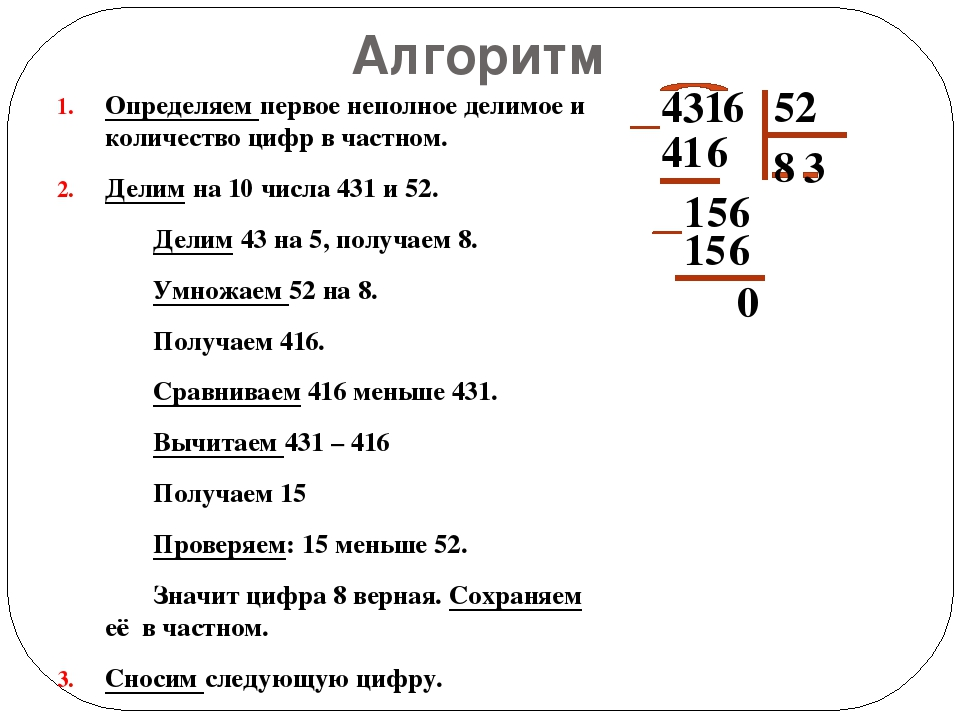 Алгоритм
1. Определяем первое неполное делимое и
количество цифр в частном.
2. Делим на 10 числа 431 и 52.
Делим 43 на 5, получаем 8.
Умножаем 52 на 8.
Получаем 416.
Сравниваем 416 меньше 431.
Вычитаем 431 – 416
Получаем 15
Проверяем: 15 меньше 52.
Значит цифра 8 верная. Сохраняем
её в частном.
3. Сносим следующую цифру.
4316 52
416 8 3
156
156
0